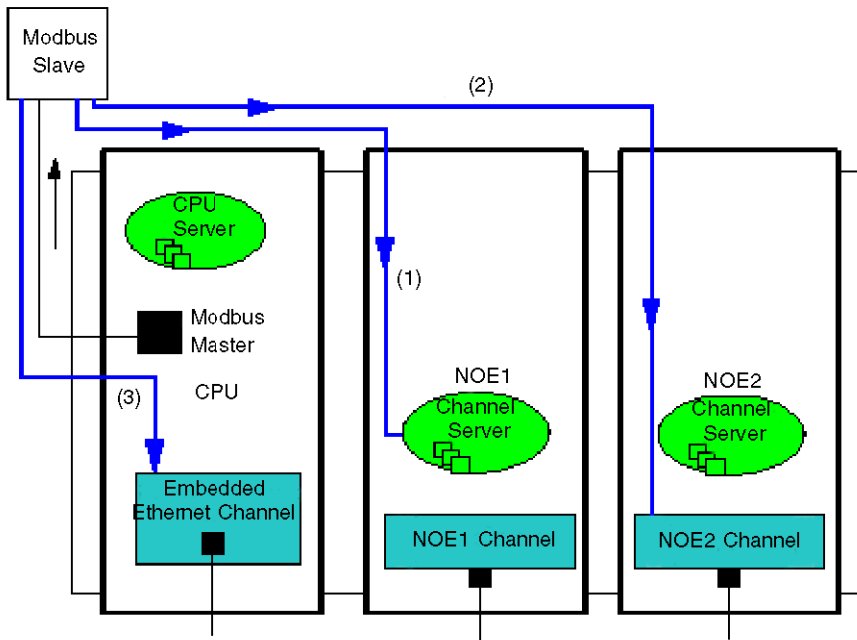 Modbus
Slave
(2)
CPU
Server
(1)
Modbus
Master
(3)
CPU
NOE1
Channel
Server
NOE2
Channel
Server
Embedded
Ethernet Channel
NOE1 Channel
NOE2 Channel